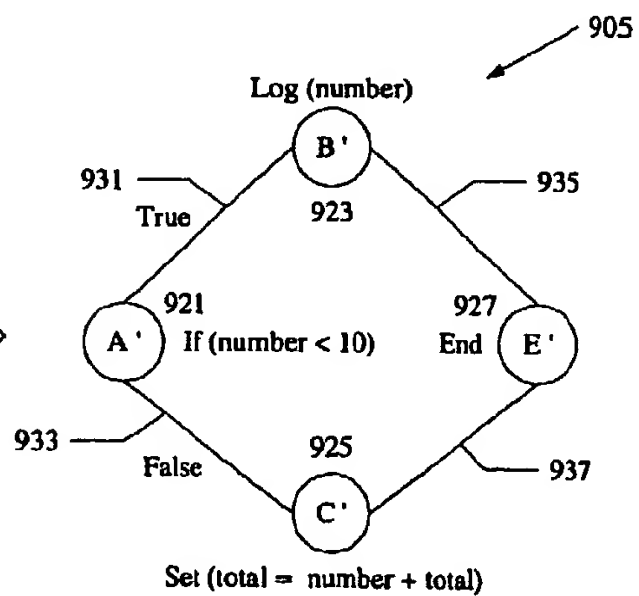 905
Log (number)
B '
931
935
True
923
921
927
A '
If (number < 10)
End
E '
933
925
False
937
C '
Set (total = number + total)